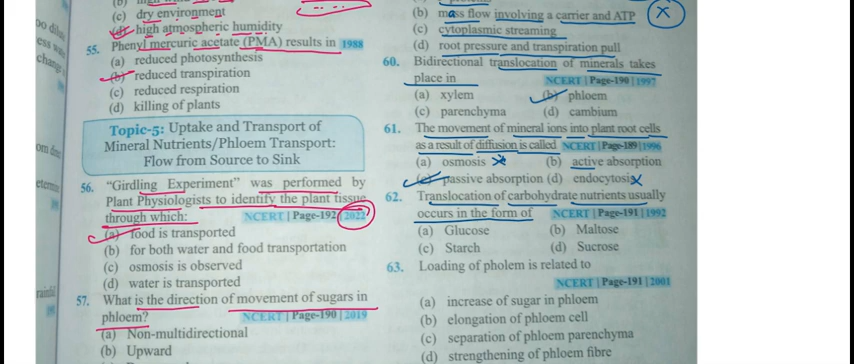 (c) dry environment
(d) high atmospheric humidity
55. Phenyl mercuric acetate (PMA) results in 1988
(a) reduced photosynthesis
(b) reduced transpiration
(c) reduced respiration
(d) killing of plants
Topic-5: Uptake and Transport of
Mineral Nutrients/Phloem Transport:
Flow from Source to Sink
56. “Girdling Experiment” was performed by
Plant Physiologists to identify the plant tissue
through which: NCERT | Page-192 | 2022
(a) food is transported
(b) for both water and food transportation
(c) osmosis is observed
(d) water is transported
57. What is the direction of movement of sugars in
phloem? NCERT | Page-190 | 2019
(a) Non-multidirectional
(b) Upward
(b) mass flow involving a carrier and ATP
(c) cytoplasmic streaming
(d) root pressure and transpiration pull
60. Bidirectional translocation of minerals takes
place in NCERT | Page-190 | 1997
(a) xylem (b) phloem
(c) parenchyma (d) cambium
61. The movement of mineral ions into plant root cells
as a result of diffusion is called NCERT | Page-189 | 1996
(a) osmosis (b) active absorption
(c) passive absorption (d) endocytosis
62. Translocation of carbohydrate nutrients usually
occurs in the form of NCERT | Page-191 | 1992
(a) Glucose (b) Maltose
(c) Starch (d) Sucrose
63. Loading of pholem is related to
NCERT | Page-191 | 2001
(a) increase of sugar in phloem
(b) elongation of phloem cell
(c) separation of phloem parenchyma
(d) strengthening of phloem fibre